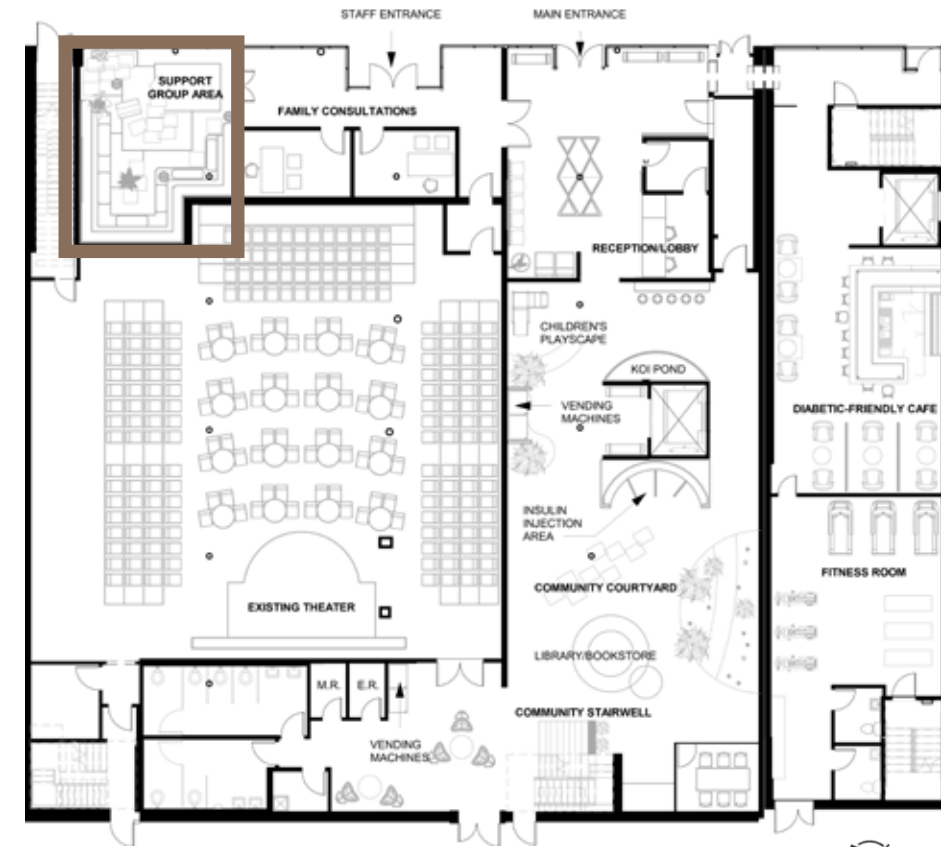 STAFF ENTRANCE
MAIN ENTRANCE
SUPPORT
GROUP AREA
FAMILY CONSULTATIONS
RECEPTION/LOBBY
CHILDREN'S
PLAYSCAPE
KOI POND
VENDING
MACHINES
DIABETIC-FRIENDLY CAFE
INSULIN
INJECTION
AREA
FITNESS ROOM
COMMUNITY COURTYARD
EXISTING THEATER
LIBRARY/BOOKSTORE
M.R.
E.R.
COMMUNITY STAIRWELL
VENDING
MACHINES